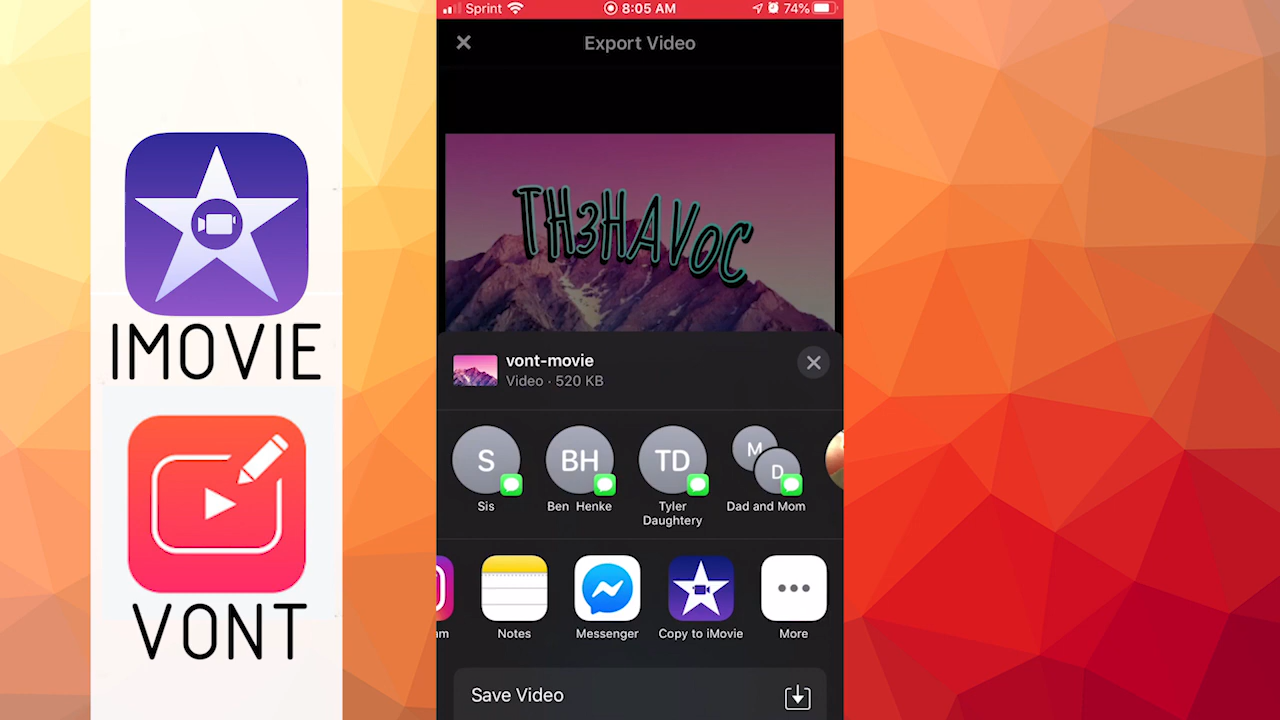 Sprint
8:05 AM
74%
Export Video
TH3HAVOC
IMOVIE
VONT
vont-movie
Video · 520 KB
S
BH
TD
M
D
Sis
Ben Henke
Tyler
Daughtery
Dad and Mom
am
Notes
Messenger
Copy to iMovie
More
Save Video